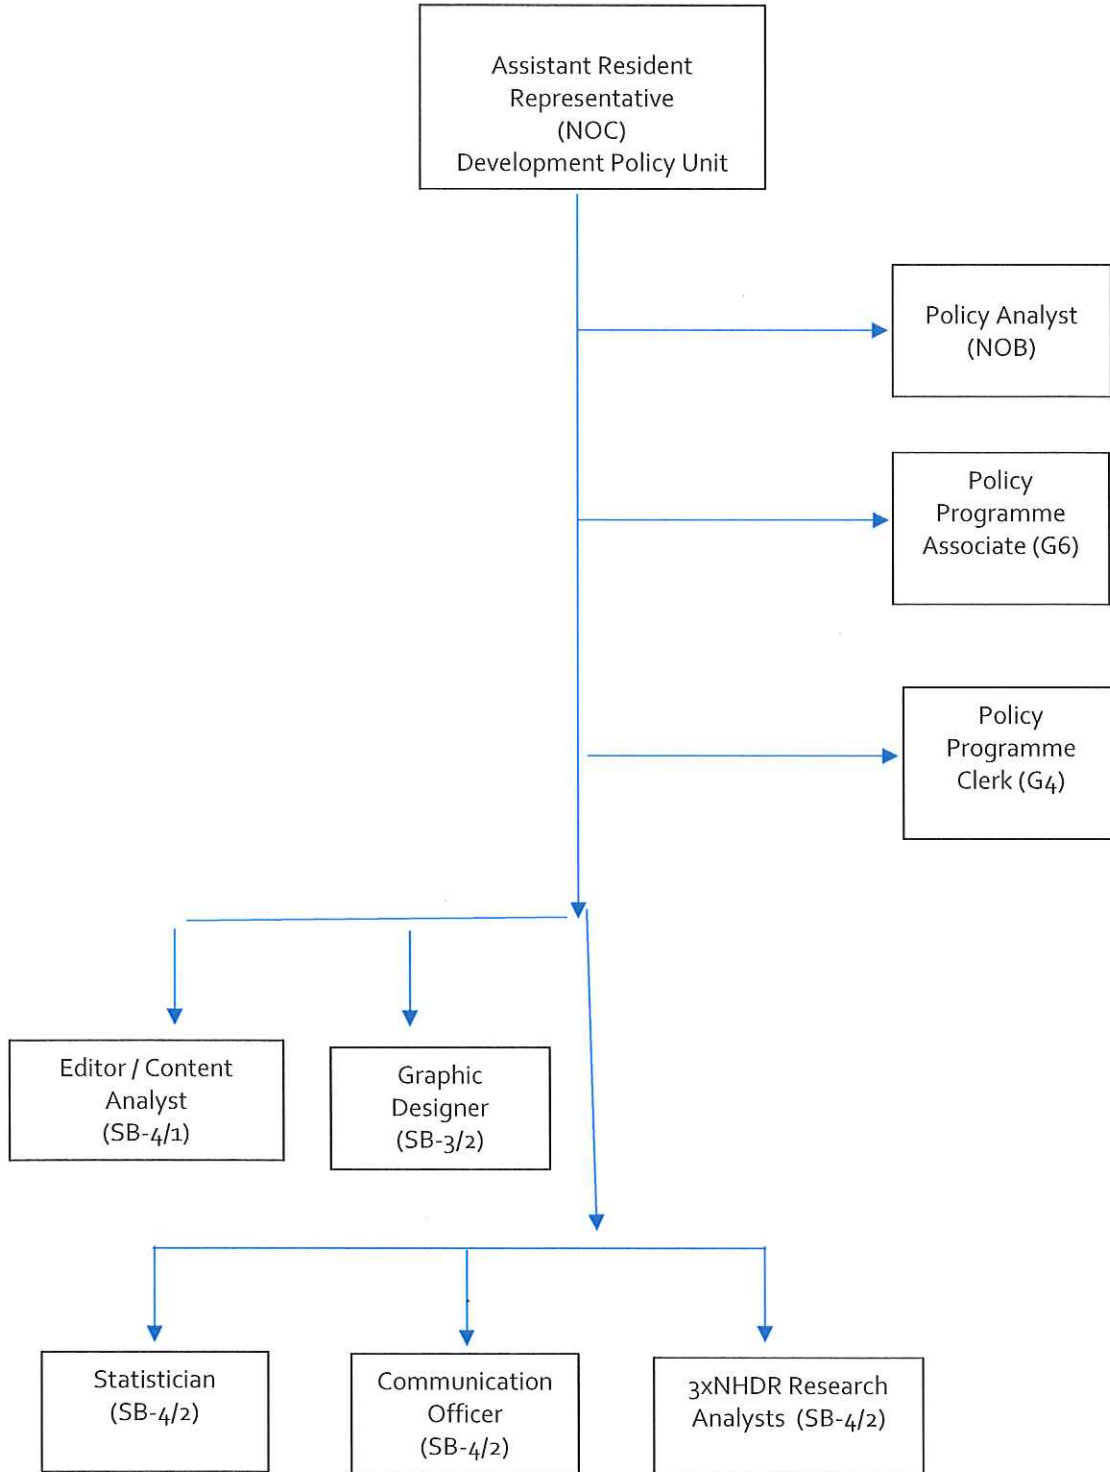 Assistant Resident
Representative
(NOC)
Development Policy Unit
Policy Analyst
(NOB)
Policy
Programme
Associate (G6)
Policy
Programme
Clerk (G4)
Editor / Content
Analyst
(SB-4/1)
Graphic
Designer
(SB-3/2)
Statistician
(SB-4/2)
Communication
Officer
(SB-4/2)
3xNHDR Research
Analysts (SB-4/2)